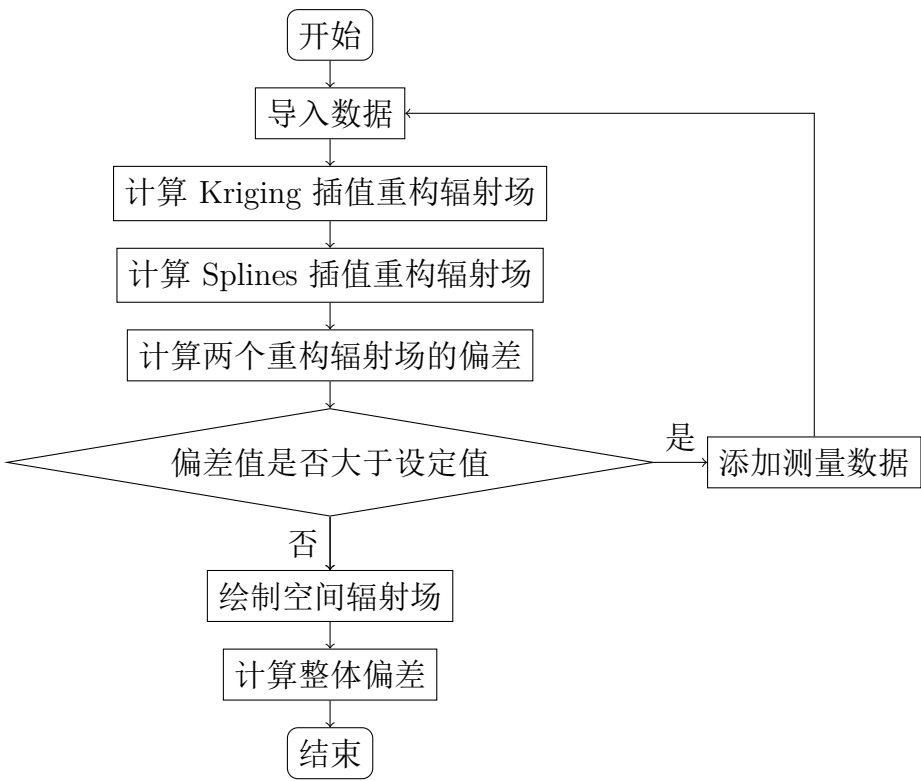 开始
导入数据
计算 Kriging 插值重构辐射场
计算 Splines 插值重构辐射场
计算两个重构辐射场的偏差
偏差值是否大于设定值
是
添加测量数据
否
绘制空间辐射场
计算整体偏差
结束